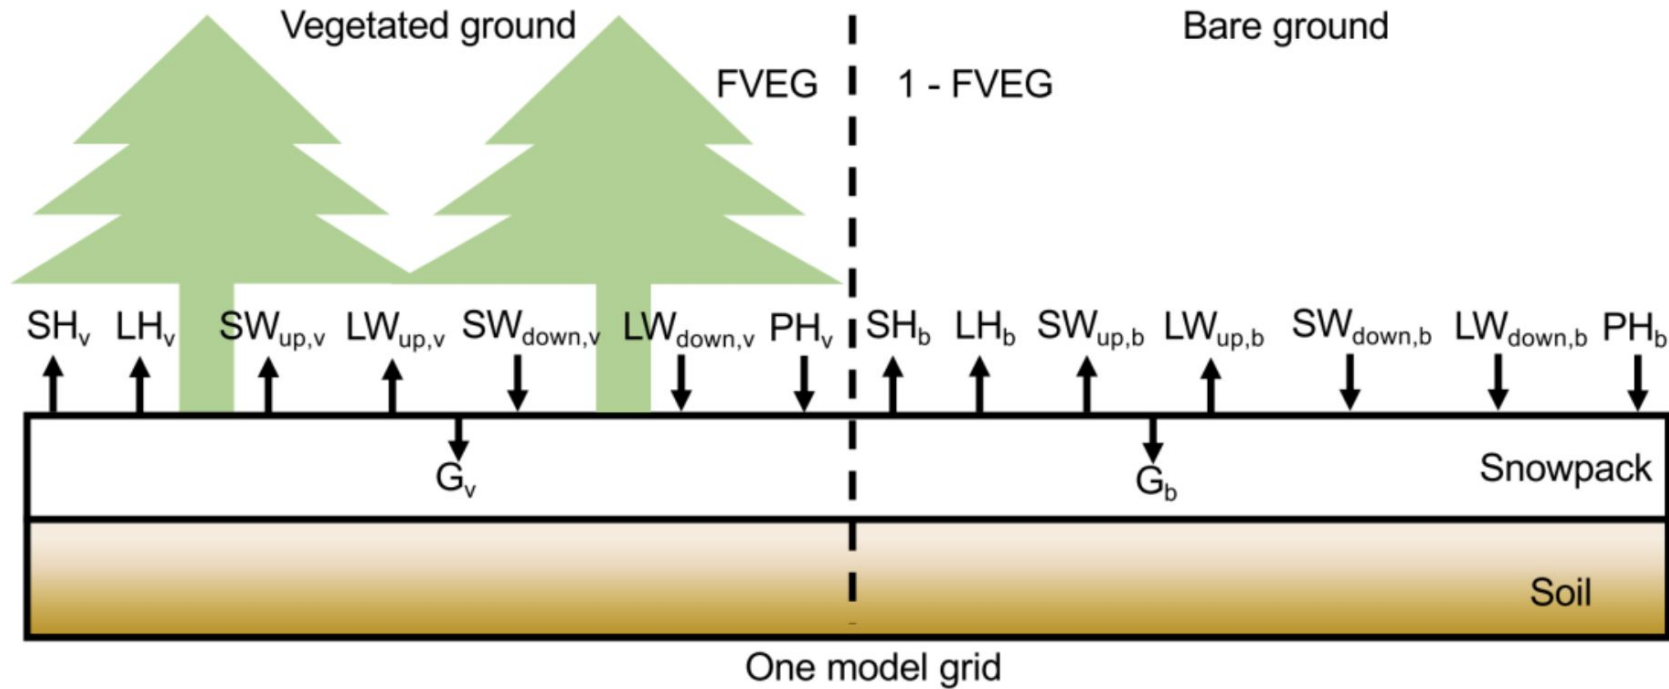 Vegetated ground Bare ground
FVEG 1 - FVEG
SHv LHv SWup,v LWup,v SWdown,v LWdown,v PHv SHb LHb SWup,b LWup,b SWdown,b LWdown,b PHb
Gv Gb Snowpack
Soil
One model grid